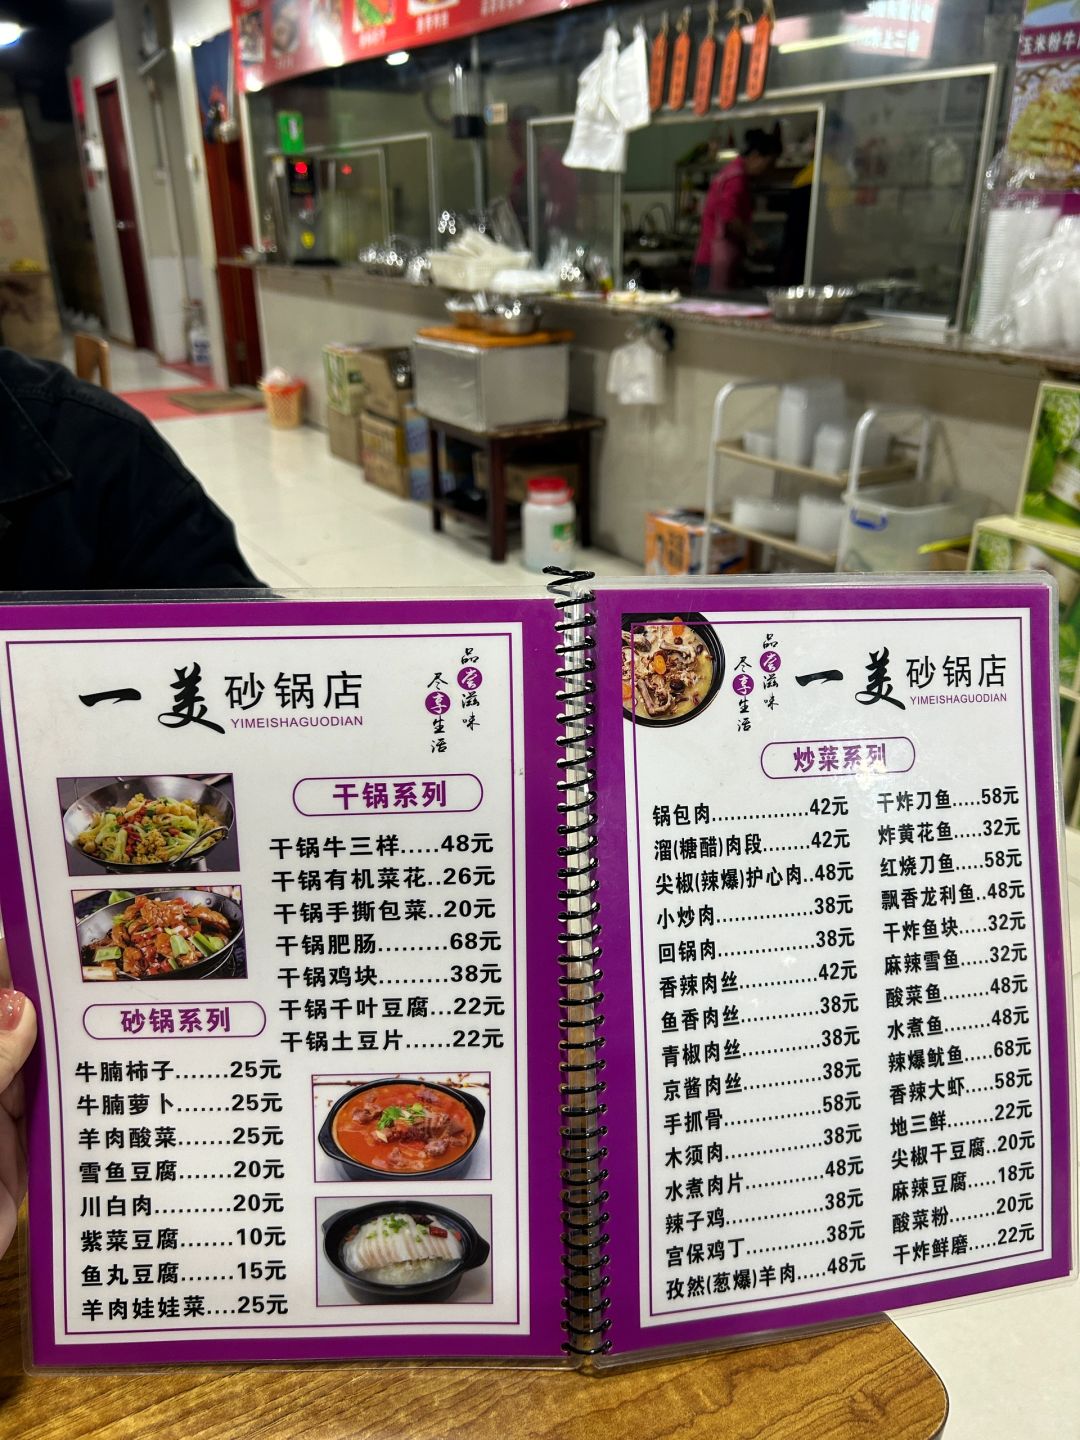 玉米粉牛
一美砂锅店
YIMEISHAGUODIAN
品尝滋味
尽享生活
干锅系列
干锅牛三样.....48元
干锅有机菜花..26元
干锅手撕包菜..20元
干锅肥肠.........68元
干锅鸡块.........38元
干锅千叶豆腐...22元
干锅土豆片......22元
砂锅系列
牛腩柿子.......25元
牛腩萝卜.......25元
羊肉酸菜.......25元
雪鱼豆腐.......20元
川白肉..........20元
紫菜豆腐.......10元
鱼丸豆腐.......15元
羊肉娃娃菜....25元
品尝滋味
尽享生活
一美砂锅店
YIMEISHAGUODIAN
炒菜系列
锅包肉................42元
溜(糖醋)肉段........42元
尖椒(辣爆)护心肉..48元
小炒肉................38元
回锅肉................38元
香辣肉丝.............42元
鱼香肉丝.............38元
青椒肉丝.............38元
京酱肉丝.............38元
手抓骨................58元
木须肉................38元
水煮肉片.............48元
辣子鸡................38元
宫保鸡丁.............38元
孜然(葱爆)羊肉.....48元
干炸刀鱼.....58元
炸黄花鱼.....32元
红烧刀鱼.....58元
飘香龙利鱼..48元
干炸鱼块.....32元
麻辣雪鱼.....32元
酸菜鱼........48元
水煮鱼........48元
辣爆鱿鱼.....68元
香辣大虾.....58元
地三鲜........22元
尖椒干豆腐..20元
麻辣豆腐.....18元
酸菜粉........20元
干炸鲜磨.....22元